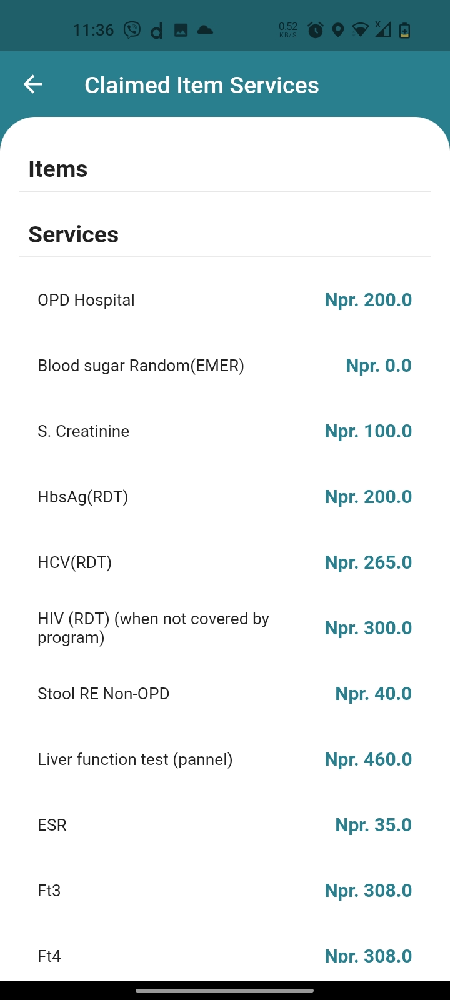 11:36
0.52
KB/S
Claimed Item Services
Items
Services
OPD Hospital Npr. 200.0
Blood sugar Random(EMER) Npr. 0.0
S. Creatinine Npr. 100.0
HbsAg(RDT) Npr. 200.0
HCV(RDT) Npr. 265.0
HIV (RDT) (when not covered by
program) Npr. 300.0
Stool RE Non-OPD Npr. 40.0
Liver function test (pannel) Npr. 460.0
ESR Npr. 35.0
Ft3 Npr. 308.0
Ft4 Npr. 308.0